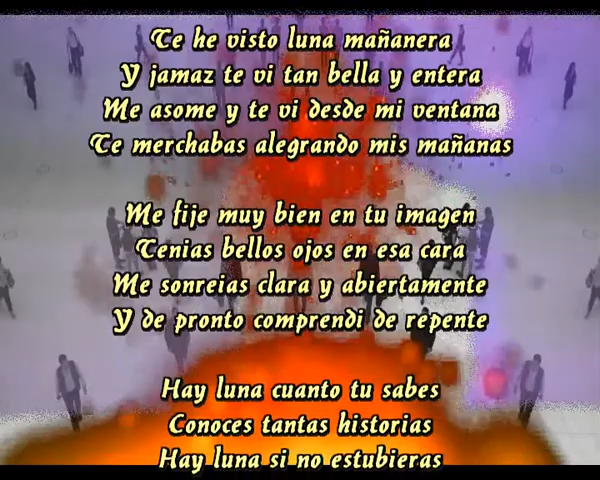 Te he visto luna mañanera
Y jamaz te vi tan bella y entera
Me asome y te vi desde mi ventana
Te merchabas alegrando mis mañanas
Me fije muy bien en tu imagen
Tenias bellos ojos en esa cara
Me sonreias clara y abiertamente
Y de pronto comprendi de repente
Hay luna cuanto tu sabes
Conoces tantas historias
Hay luna si no estubieras